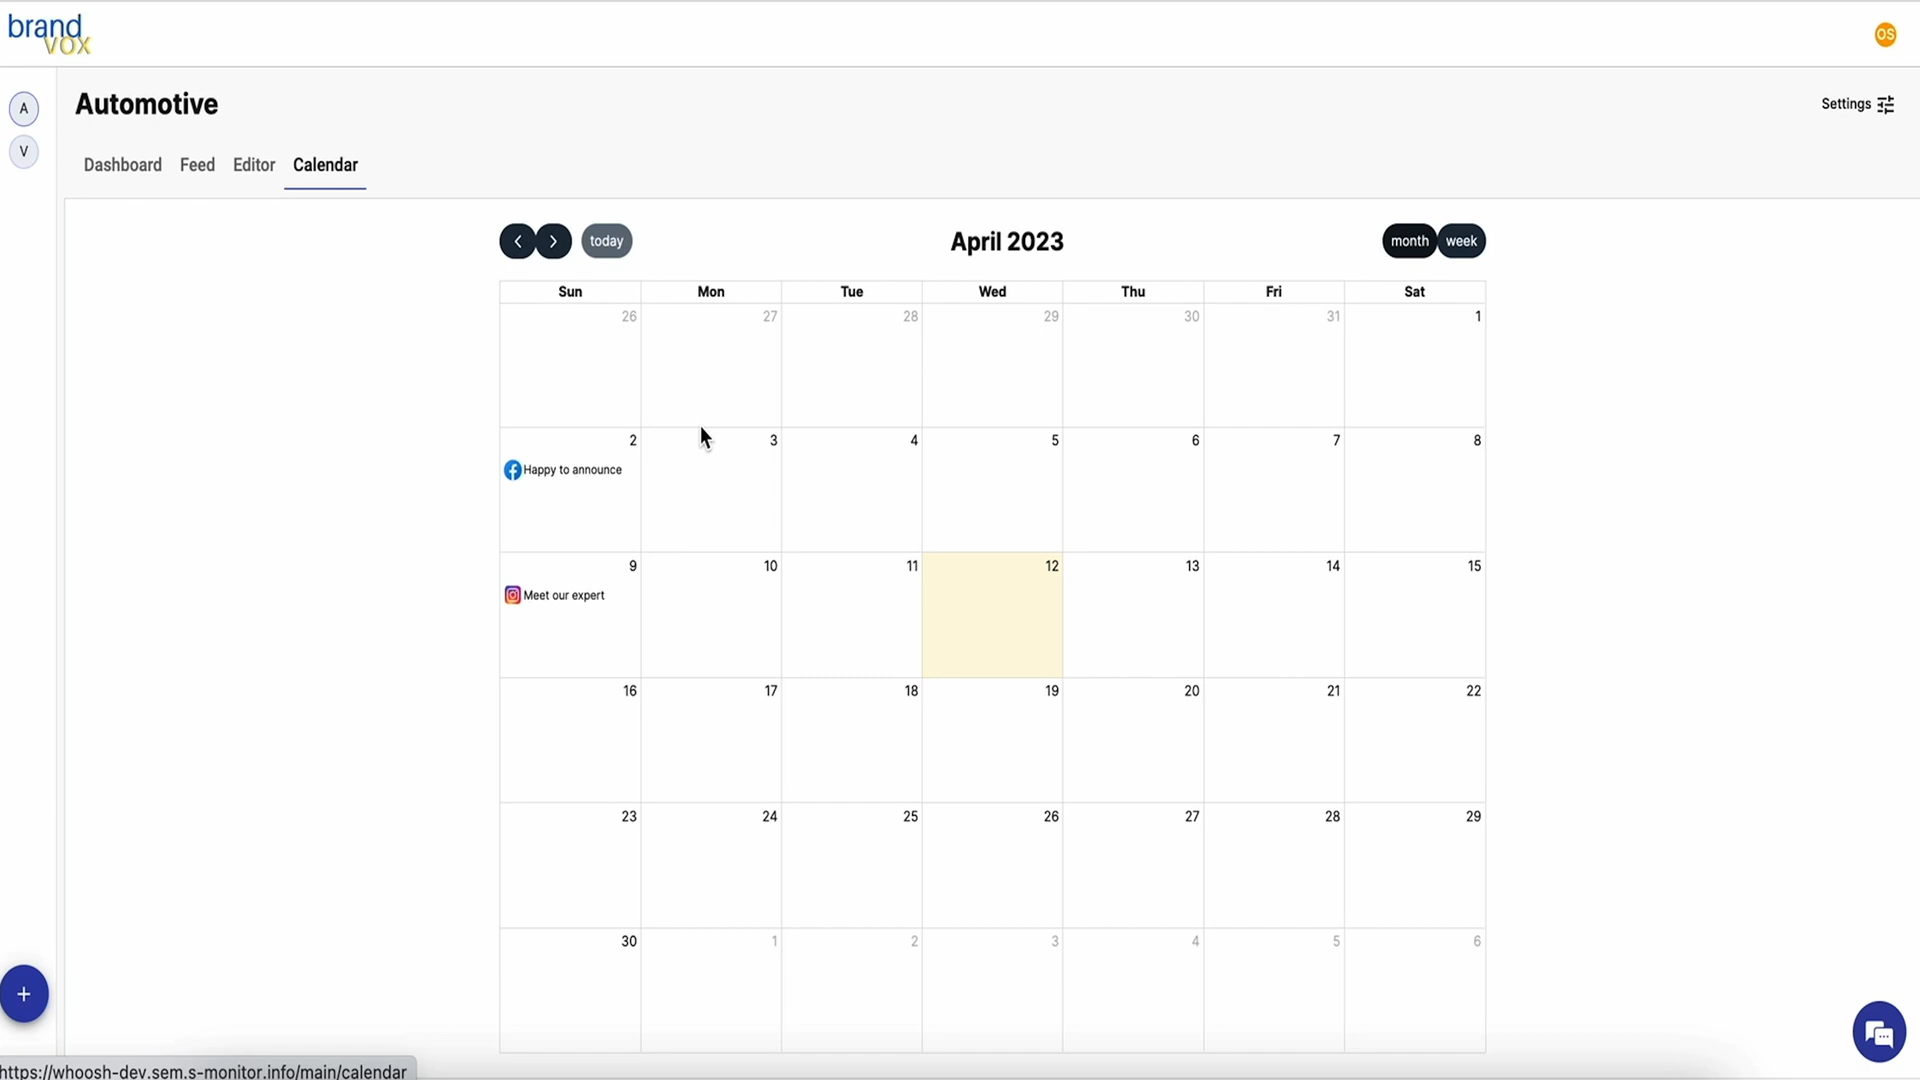 brand
vox
OS
A
V
Automotive
Settings
Dashboard Feed Editor Calendar
today
April 2023
month week
Sun Mon Tue Wed Thu Fri Sat
26 27 28 29 30 31 1
2 3 4 5 6 7 8
Happy to announce
9 10 11 12 13 14 15
Meet our expert
16 17 18 19 20 21 22
23 24 25 26 27 28 29
30 1 2 3 4 5 6
https://whoosh-dev.sem.s-monitor.info/main/calendar